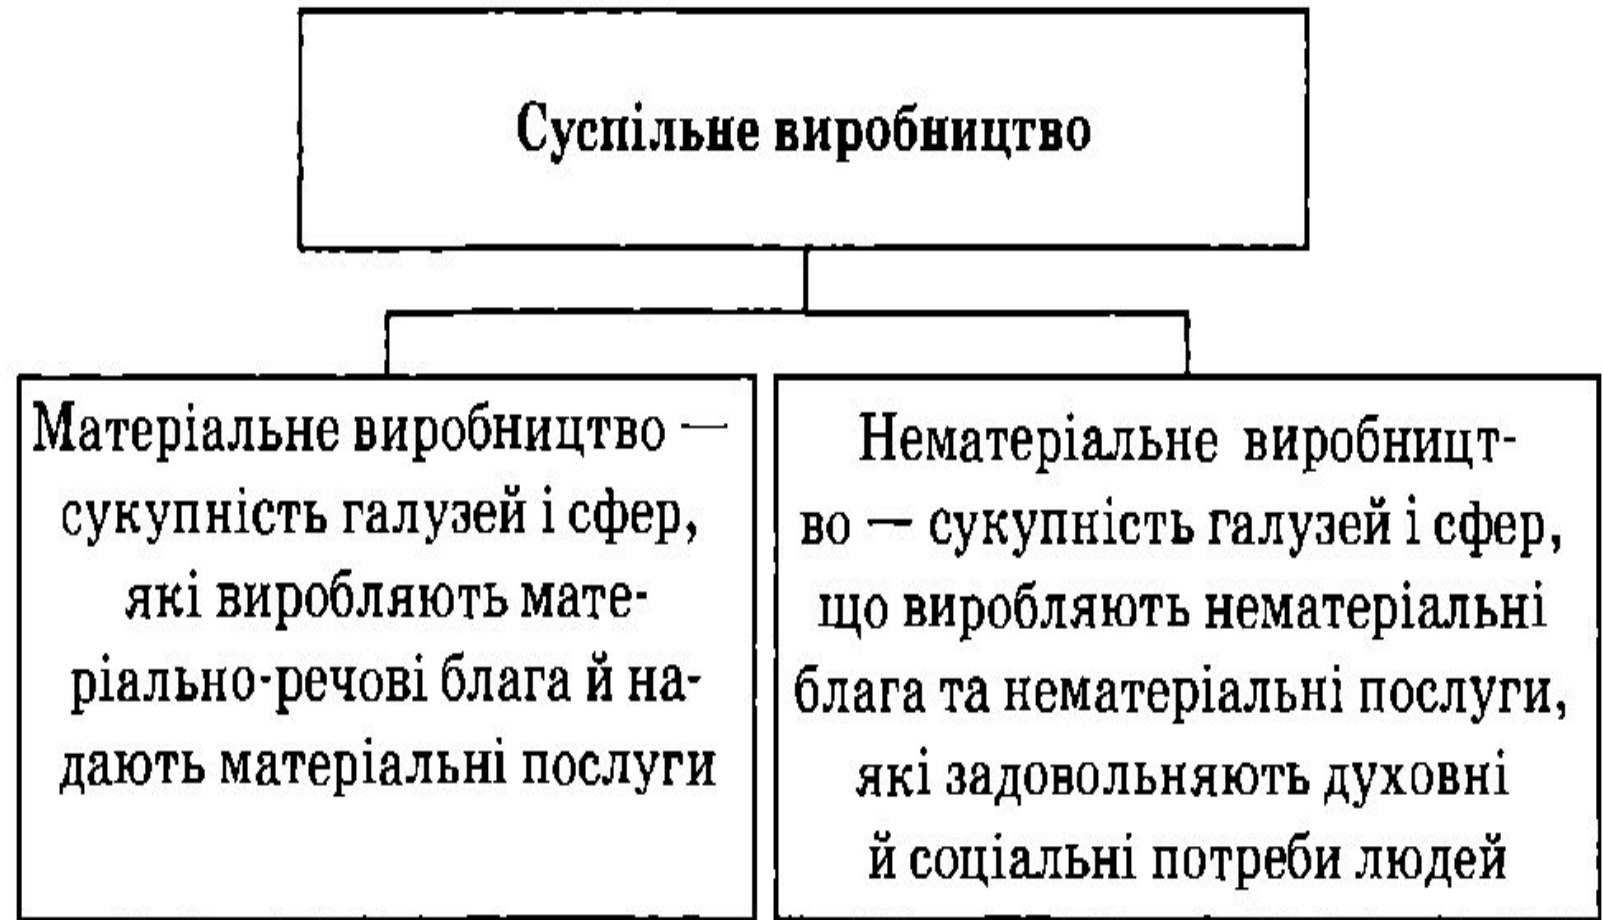 Суспільне виробництво
Матеріальне виробництво —
сукупність галузей і сфер,
які виробляють мате-
ріально-речові блага й на-
дають матеріальні послуги
Нематеріальне виробницт-
во — сукупність галузей і сфер,
що виробляють нематеріальні
блага та нематеріальні послуги,
які задовольняють духовні
й соціальні потреби людей